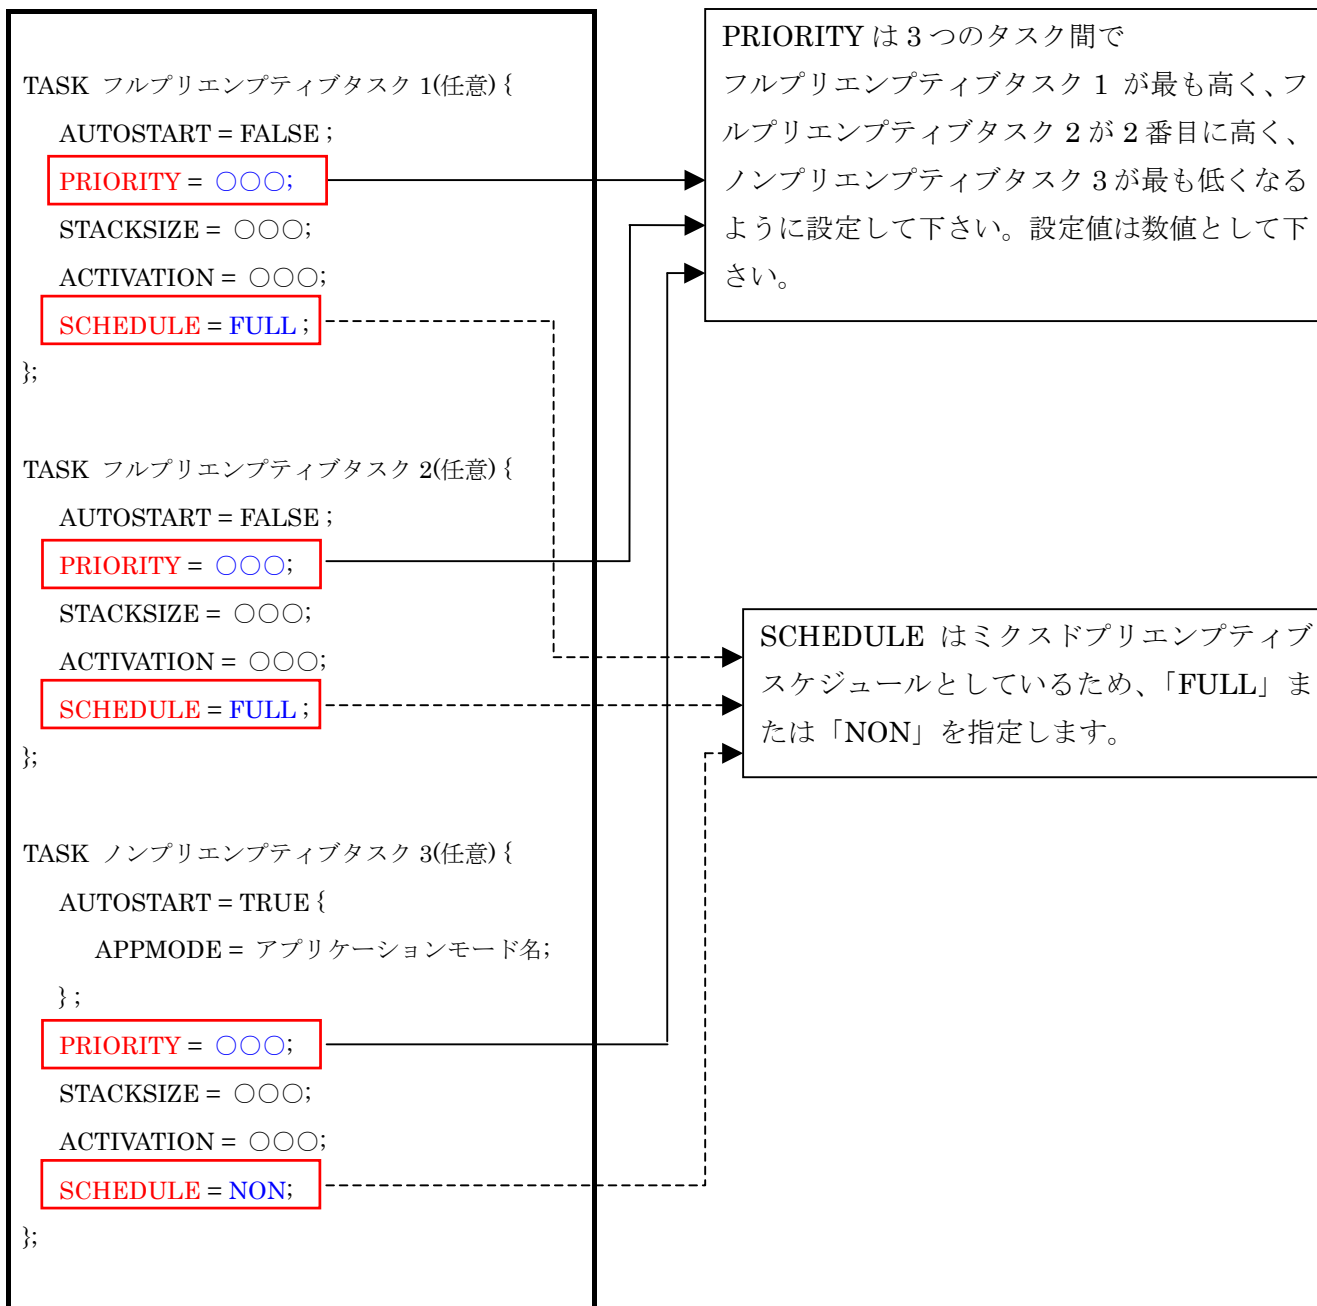 TASK フルプリエンプティブタスク 1(任意) {
AUTOSTART = FALSE ;
PRIORITY = ○○○;
STACKSIZE = ○○○;
ACTIVATION = ○○○;
SCHEDULE = FULL ;
};
TASK フルプリエンプティブタスク 2(任意) {
AUTOSTART = FALSE ;
PRIORITY = ○○○;
STACKSIZE = ○○○;
ACTIVATION = ○○○;
SCHEDULE = FULL ;
};
TASK ノンプリエンプティブタスク 3(任意) {
AUTOSTART = TRUE {
APPMODE = アプリケーションモード名;
} ;
PRIORITY = ○○○;
STACKSIZE = ○○○;
ACTIVATION = ○○○;
SCHEDULE = NON;
};
PRIORITY は 3 つのタスク間で
フルプリエンプティブタスク 1 が最も高く、フ
ルプリエンプティブタスク 2 が 2 番目に高く、
ノンプリエンプティブタスク 3 が最も低くなる
ように設定して下さい。設定値は数値として下
さい。
SCHEDULE はミクスドプリエンプティブ
スケジュールとしているため、「FULL」ま
たは「NON」を指定します。